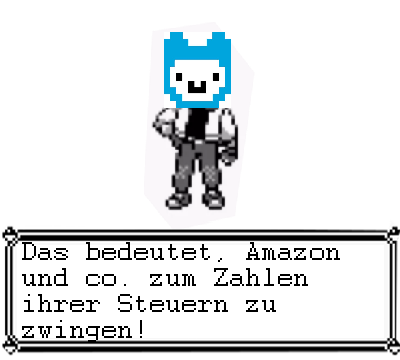 Das bedeutet, Amazon
und co. zum Zahlen
ihrer Steuern zu
zwingen!